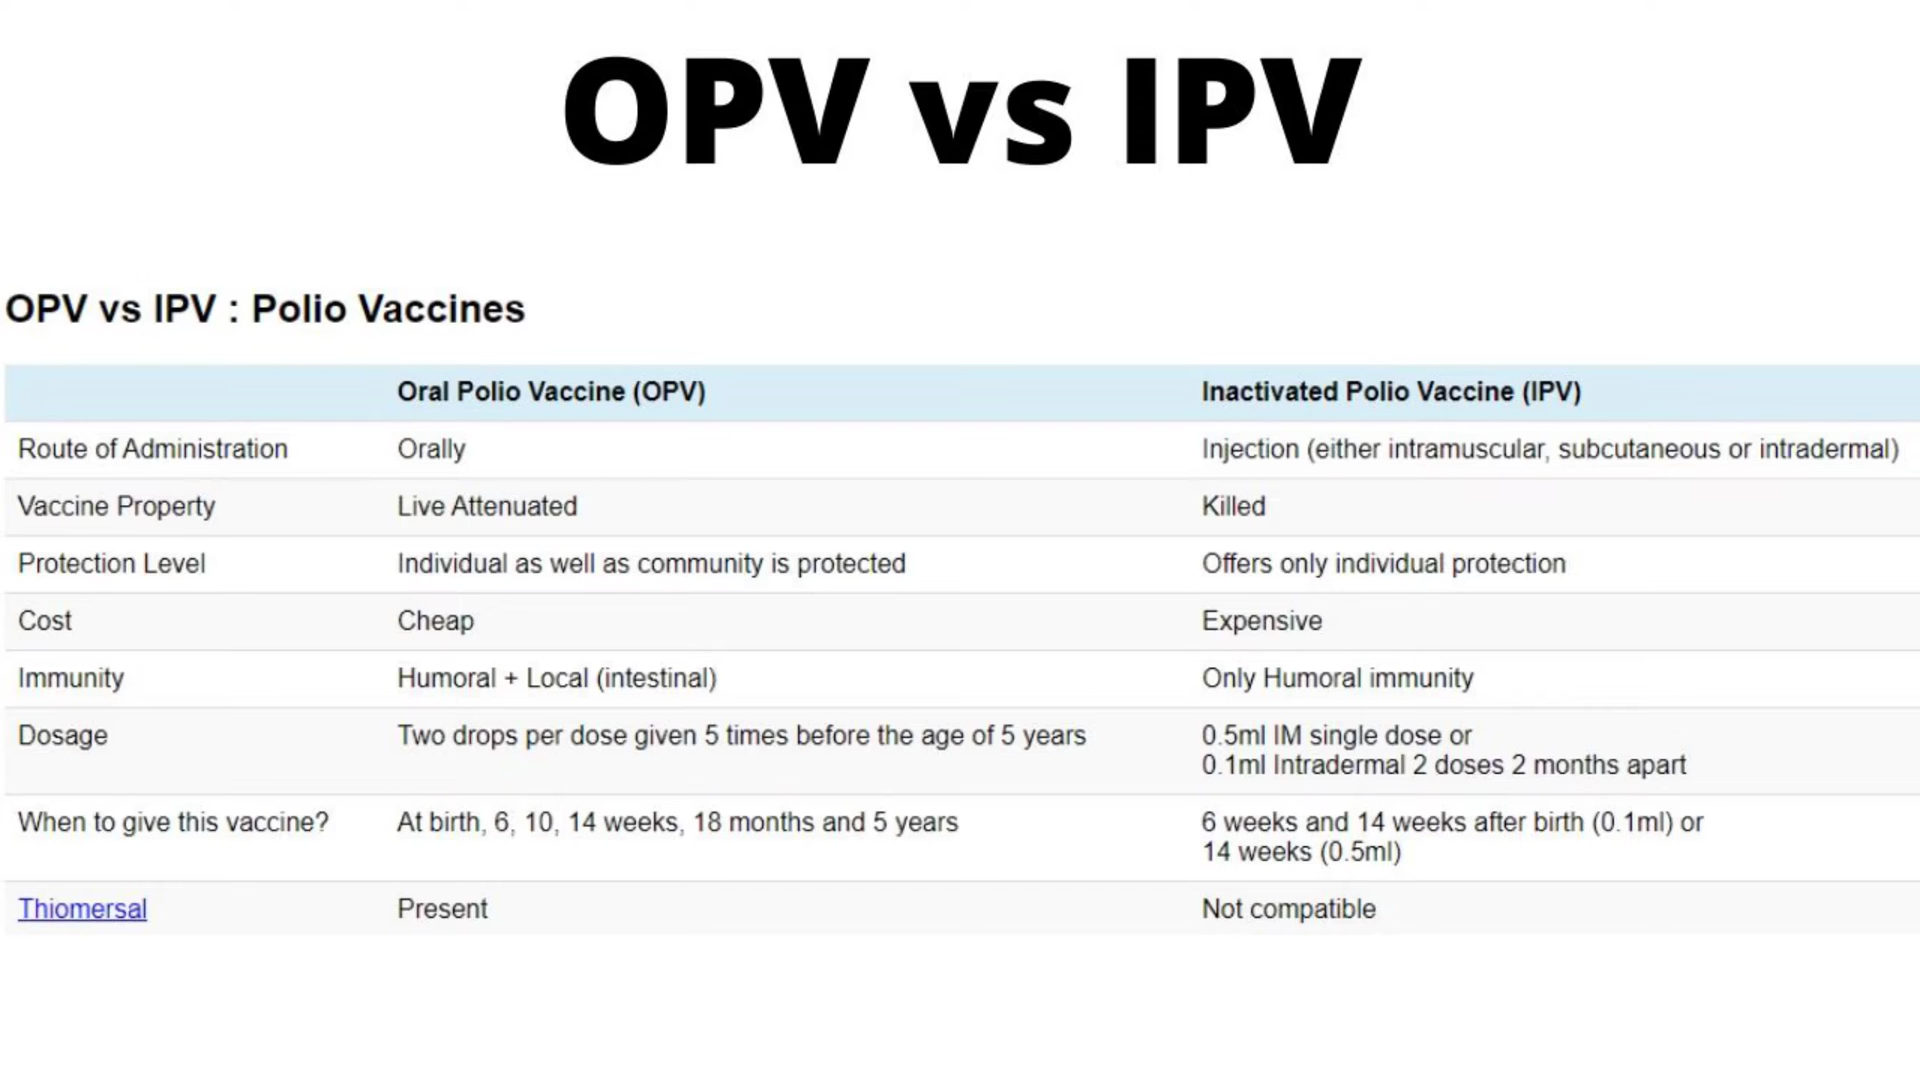 OPV vs IPV
OPV vs IPV : Polio Vaccines
Oral Polio Vaccine (OPV) Inactivated Polio Vaccine (IPV)
Route of Administration Orally Injection (either intramuscular, subcutaneous or intradermal)
Vaccine Property Live Attenuated Killed
Protection Level Individual as well as community is protected Offers only individual protection
Cost Cheap Expensive
Immunity Humoral + Local (intestinal) Only Humoral immunity
Dosage Two drops per dose given 5 times before the age of 5 years 0.5ml IM single dose or
0.1ml Intradermal 2 doses 2 months apart
When to give this vaccine? At birth, 6, 10, 14 weeks, 18 months and 5 years 6 weeks and 14 weeks after birth (0.1ml) or
14 weeks (0.5ml)
Thiomersal Present Not compatible